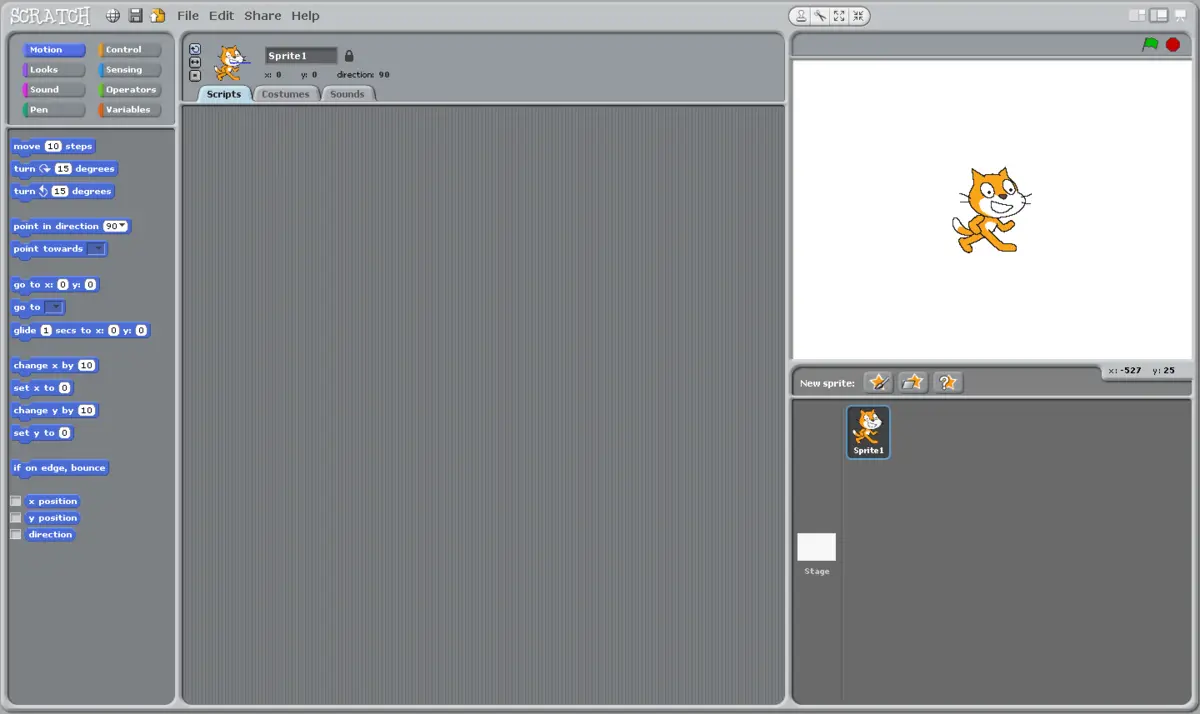 SCRATCH File Edit Share Help
Motion Control
Looks Sensing
Sound Operators
Pen Variables
move 10 steps
turn 15 degrees
turn 15 degrees
point in direction 90
point towards
go to x: 0 y: 0
go to
glide 1 secs to x: 0 y: 0
change x by 10
set x to 0
change y by 10
set y to 0
if on edge, bounce
x position
y position
direction
Sprite1
x: 0 y: 0 direction: 90
Scripts Costumes Sounds
x: -527 y: 25
New sprite:
Sprite1
Stage